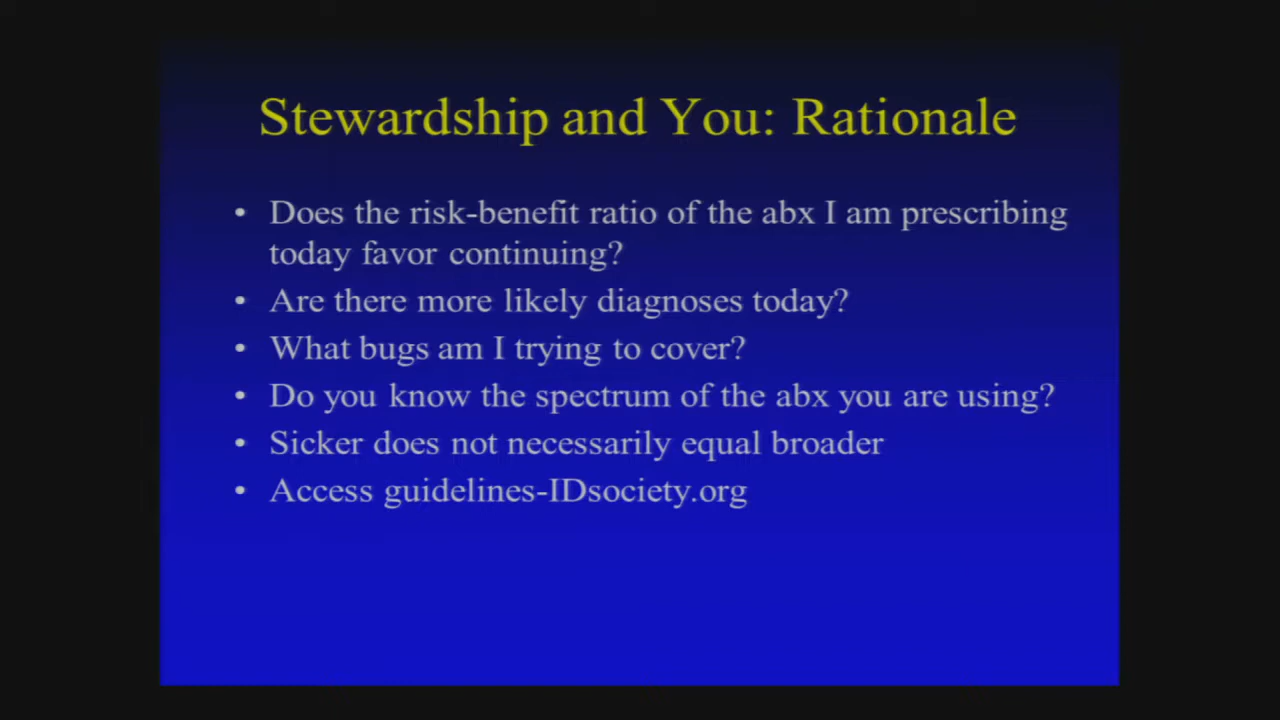 Stewardship and You: Rationale
• Does the risk-benefit ratio of the abx I am prescribing
today favor continuing?
• Are there more likely diagnoses today?
• What bugs am I trying to cover?
• Do you know the spectrum of the abx you are using?
• Sicker does not necessarily equal broader
• Access guidelines-IDsociety.org